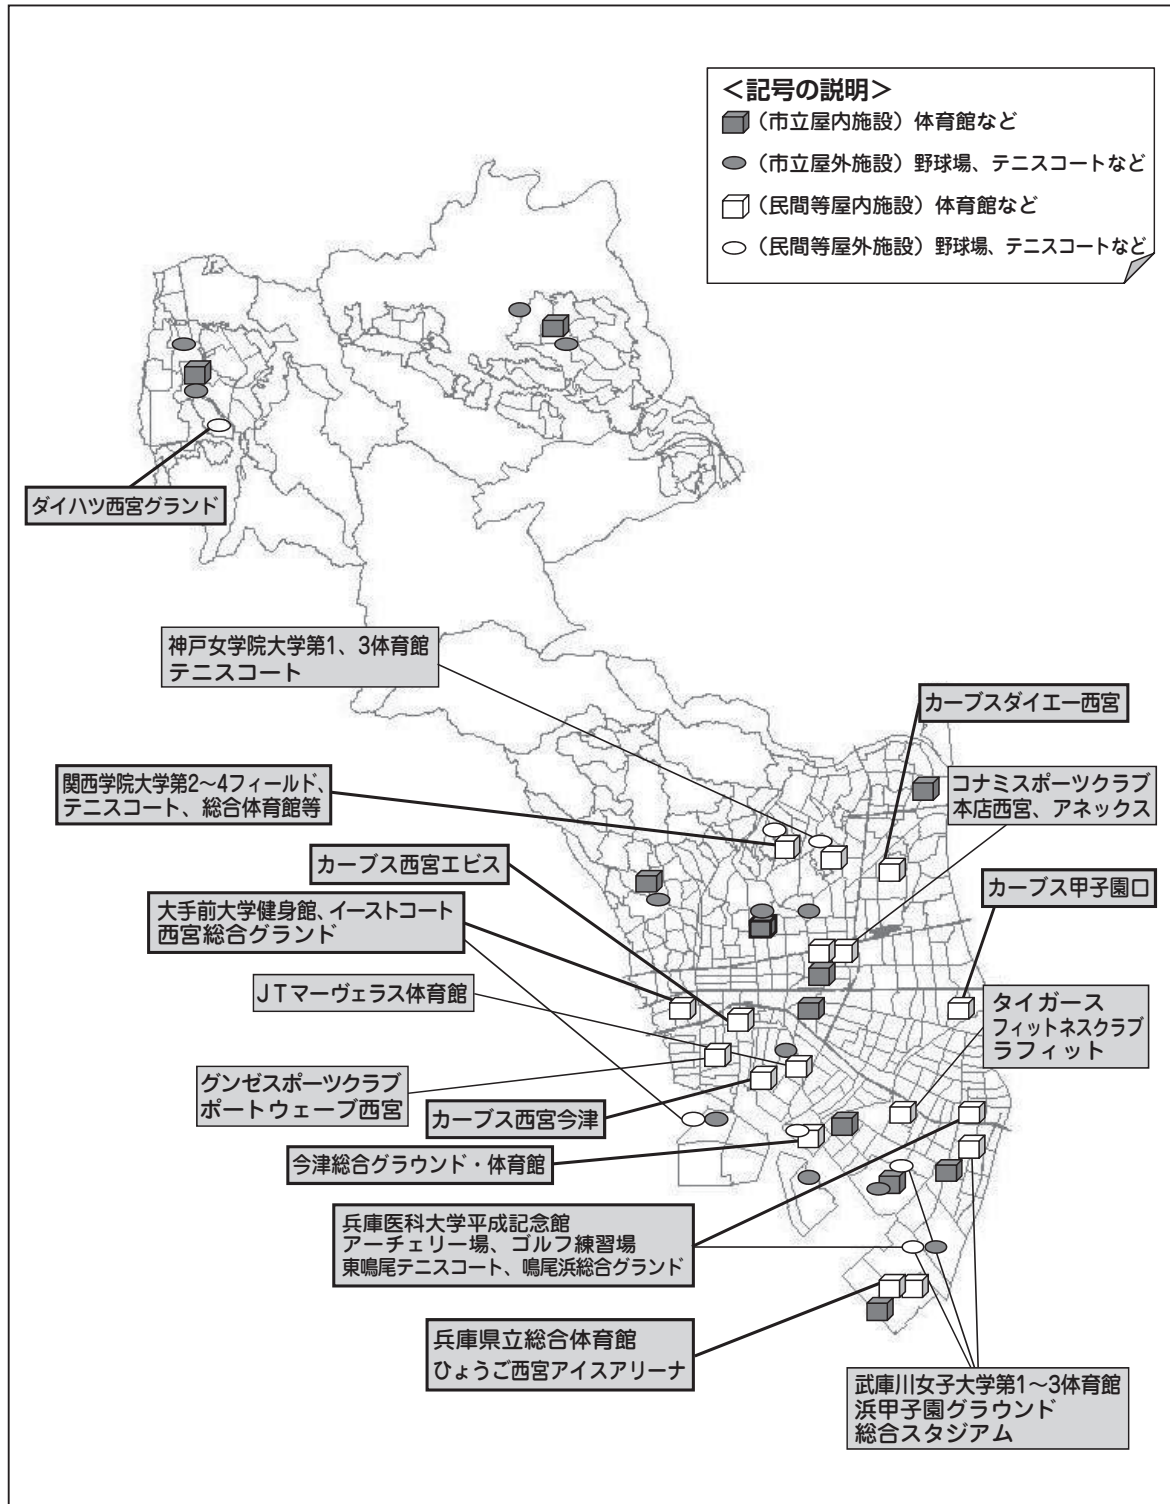 ＜記号の説明＞
（市立屋内施設）体育館など
（市立屋外施設）野球場、テニスコートなど
（民間等屋内施設）体育館など
（民間等屋外施設）野球場、テニスコートなど
ダイハツ西宮グランド
神戸女学院大学第1、3体育館
テニスコート
カーブスダイエー西宮
関西学院大学第2～4フィールド、
テニスコート、総合体育館等
コナミスポーツクラブ
本店西宮、アネックス
カーブス西宮エビス
カーブス甲子園口
大手前大学健身館、イーストコート
西宮総合グランド
ＪＴマーヴェラス体育館
タイガース
フィットネスクラブ
ラフィット
グンゼスポーツクラブ
ポートウェーブ西宮
カーブス西宮今津
今津総合グラウンド・体育館
兵庫医科大学平成記念館
アーチェリー場、ゴルフ練習場
東鳴尾テニスコート、鳴尾浜総合グランド
兵庫県立総合体育館
ひょうご西宮アイスアリーナ
武庫川女子大学第1～3体育館
浜甲子園グラウンド
総合スタジアム